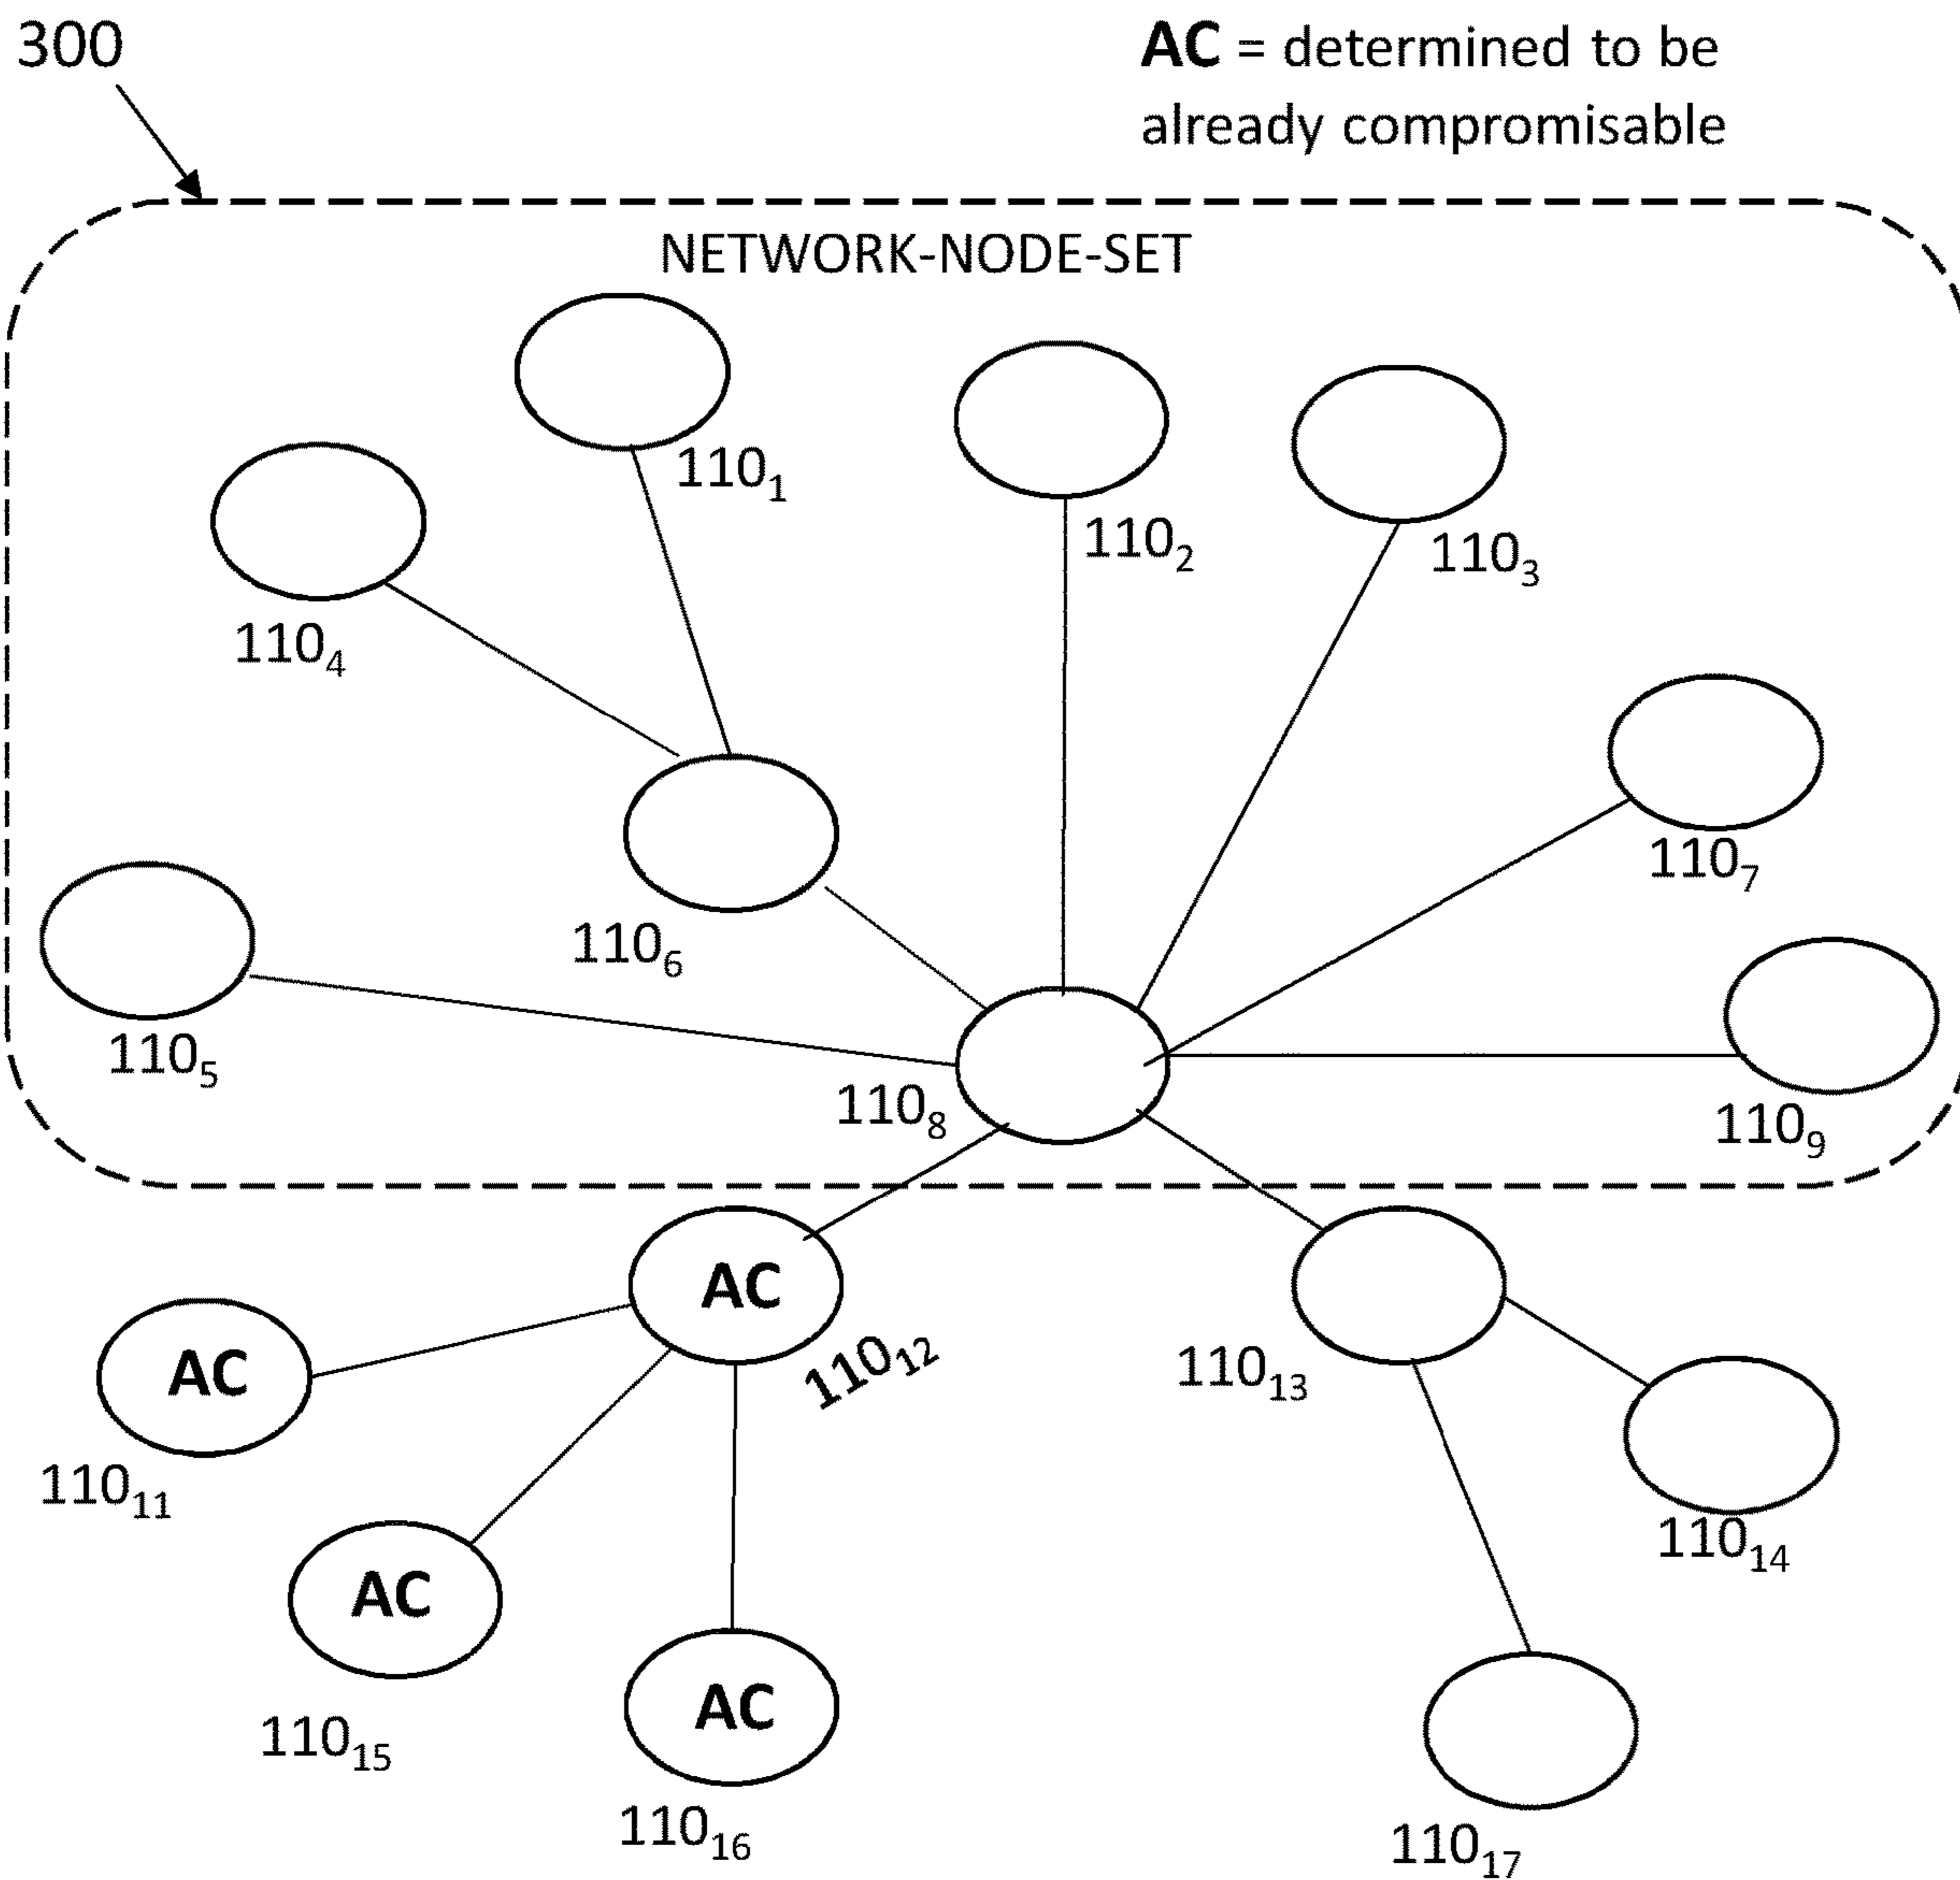 300
AC = determined to be
already compromisable
NETWORK-NODE-SET
110₁
110₂
110₃
110₄
110₇
110₆
110₅
110₈
110₉
AC
110₁₂
110₁₃
AC
110₁₁
110₁₄
AC
AC
110₁₅
110₁₆
110₁₇